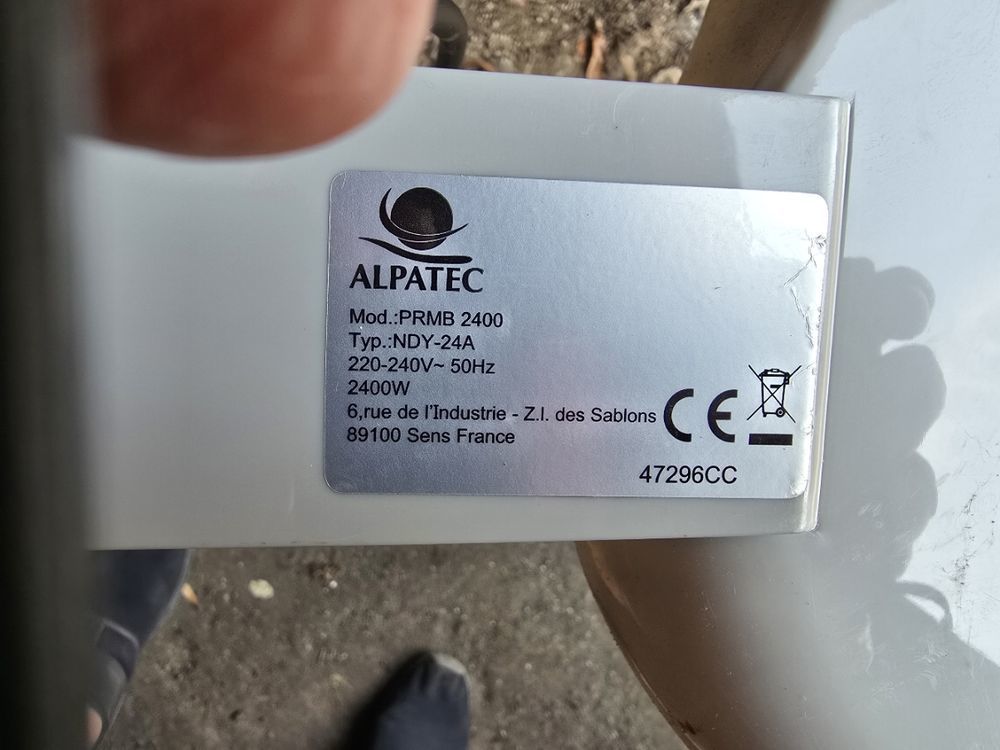 ALPATEC
Mod.:PRMB 2400
Typ.:NDY-24A
220-240V~ 50Hz
2400W
6,rue de l'Industrie - Z.I. des Sablons
89100 Sens France
CE
47296CC